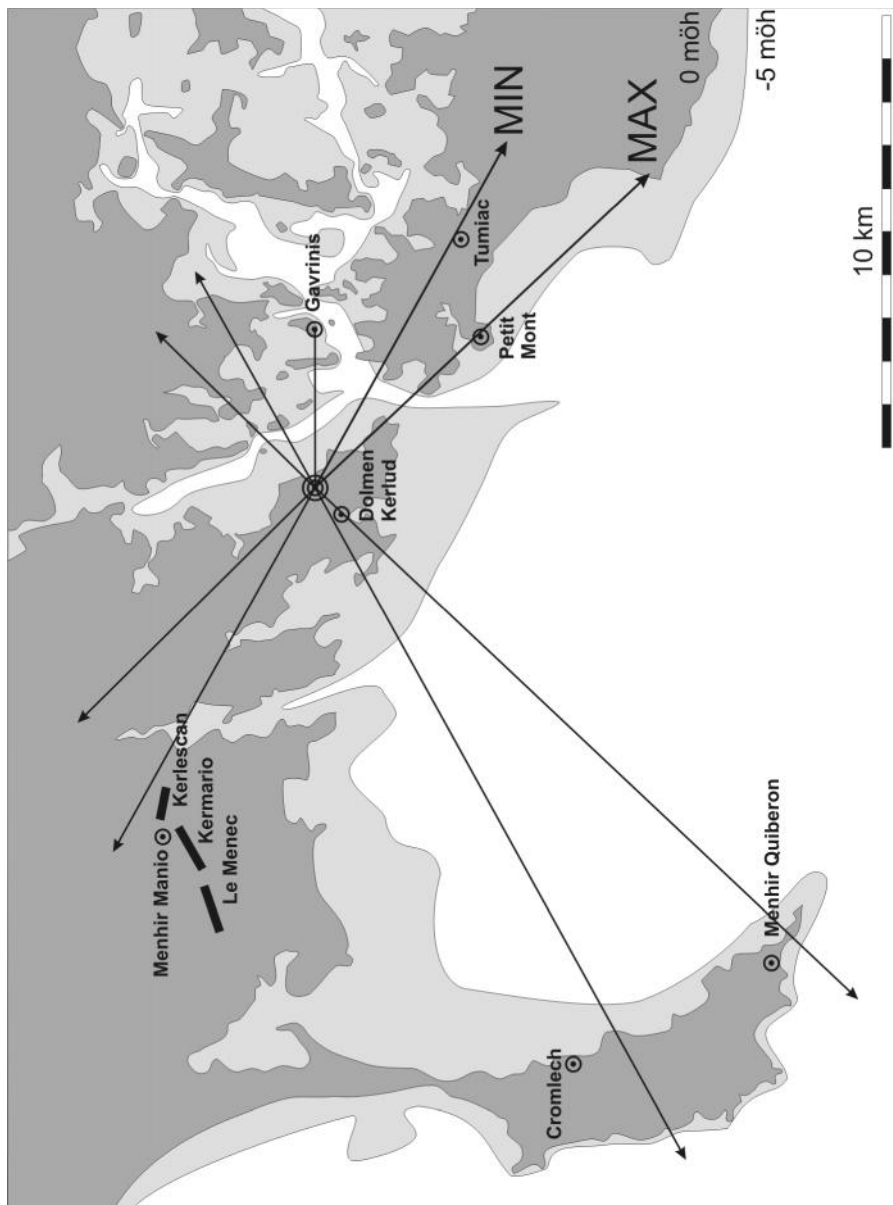 Menhir Manio
Kerlescan
Kermario
Le Menec
Gavrinis
Dolmen
Kerlud
Tumiac
MIN
Petit
Mont
Cromlech
MAX
0 möh
-5 möh
Menhir Quiberon
10 km